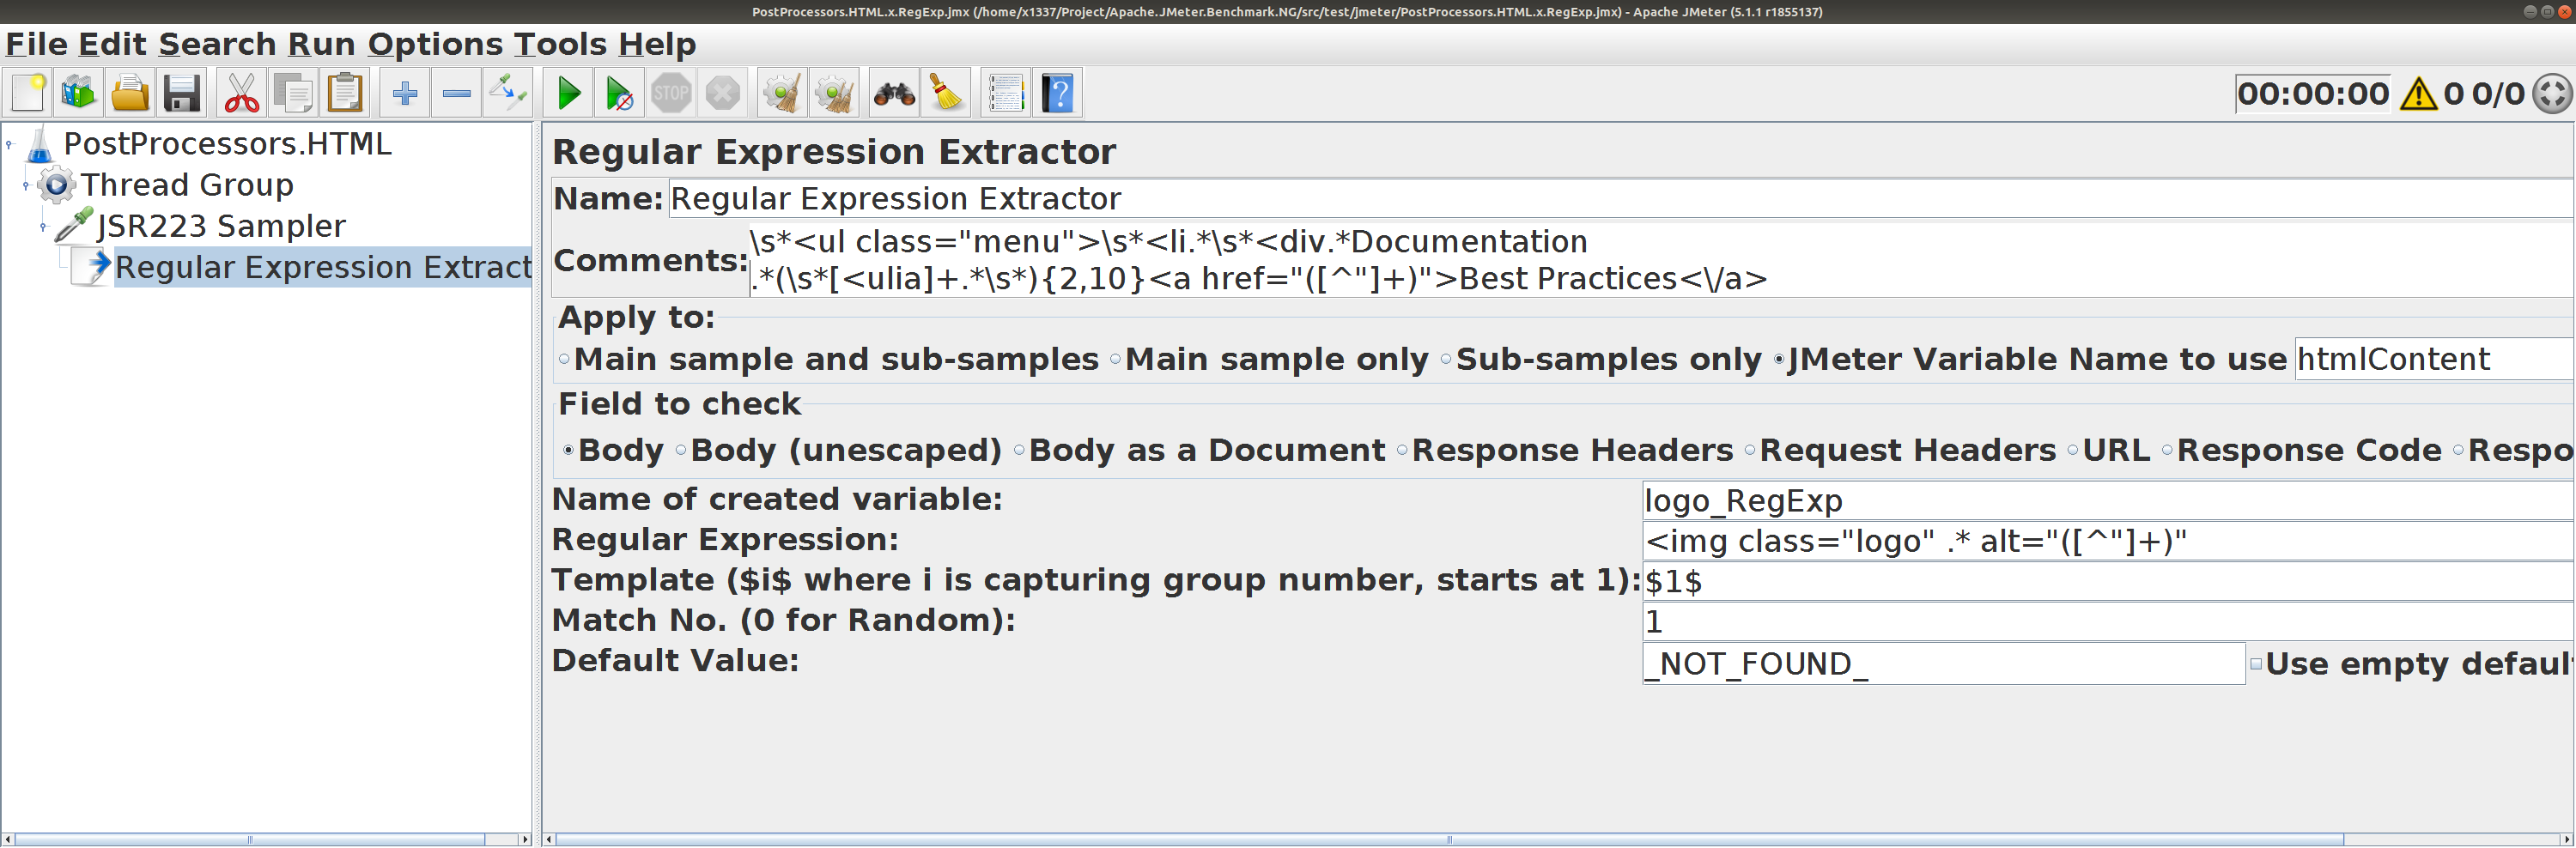 PostProcessors.HTML.x.RegExp.jmx (/home/x1337/Project/Apache.JMeter.Benchmark.NG/src/test/jmeter/PostProcessors.HTML.x.RegExp.jmx) - Apache JMeter (5.1.1 r1855137)
File Edit Search Run Options Tools Help
STOP
00:00:00 0 0/0
PostProcessors.HTML
Thread Group
JSR223 Sampler
Regular Expression Extract
Regular Expression Extractor
Name: Regular Expression Extractor
Comments: \s*<ul class="menu">\s*<li.*\s*<div.*Documentation
.*(\s*[<ulia]+.*\s*){2,10}<a href="([^"]+)">Best Practices<\/a>
Apply to:
Main sample and sub-samples Main sample only Sub-samples only JMeter Variable Name to use htmlContent
Field to check
Body Body (unescaped) Body as a Document Response Headers Request Headers URL Response Code Respo
Name of created variable: logo_RegExp
Regular Expression: <img class="logo" .* alt="([^"]+)"
Template ($i$ where i is capturing group number, starts at 1): $1$
Match No. (0 for Random): 1
Default Value: _NOT_FOUND_ Use empty defaul